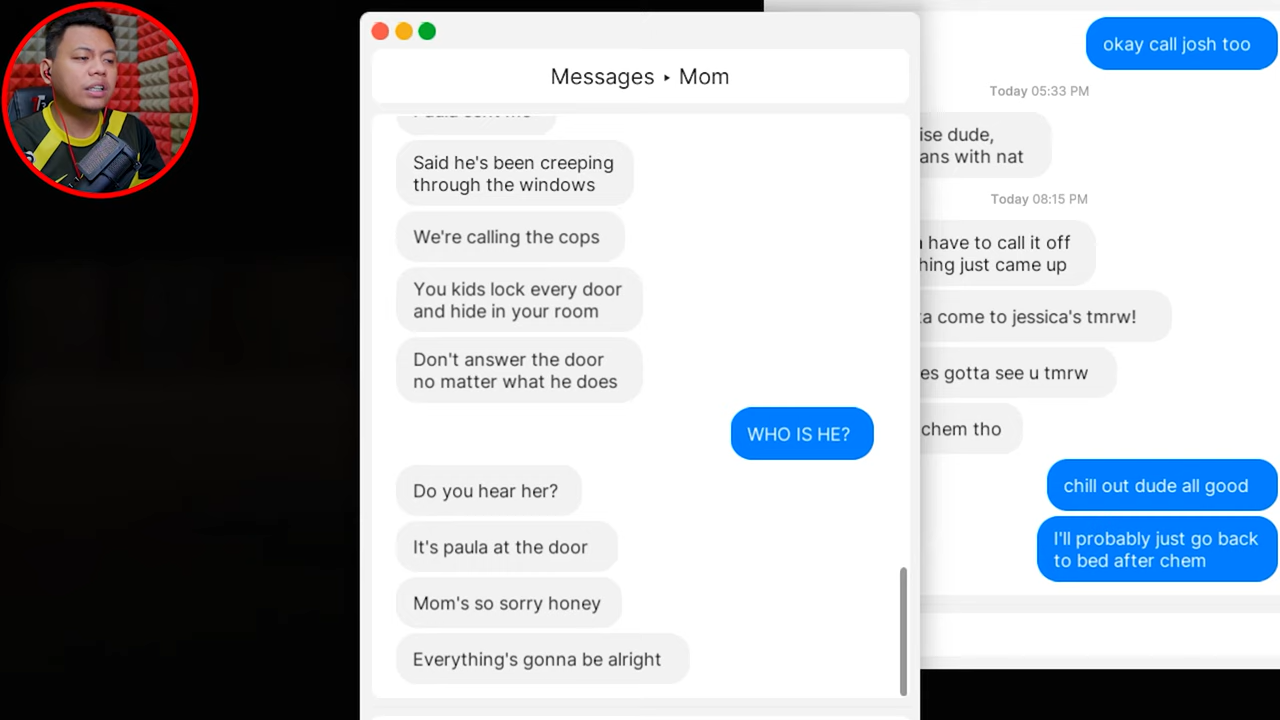 Messages ‣ Mom
Said he's been creeping
through the windows
We're calling the cops
You kids lock every door
and hide in your room
Don't answer the door
no matter what he does
WHO IS HE?
Do you hear her?
It's paula at the door
Mom's so sorry honey
Everything's gonna be alright
okay call josh too
Today 05:33 PM
dude,
with nat
Today 08:15 PM
have to call it off
just came up
come to jessica's tmrw!
gotta see u tmrw
chem tho
chill out dude all good
I'll probably just go back
to bed after chem